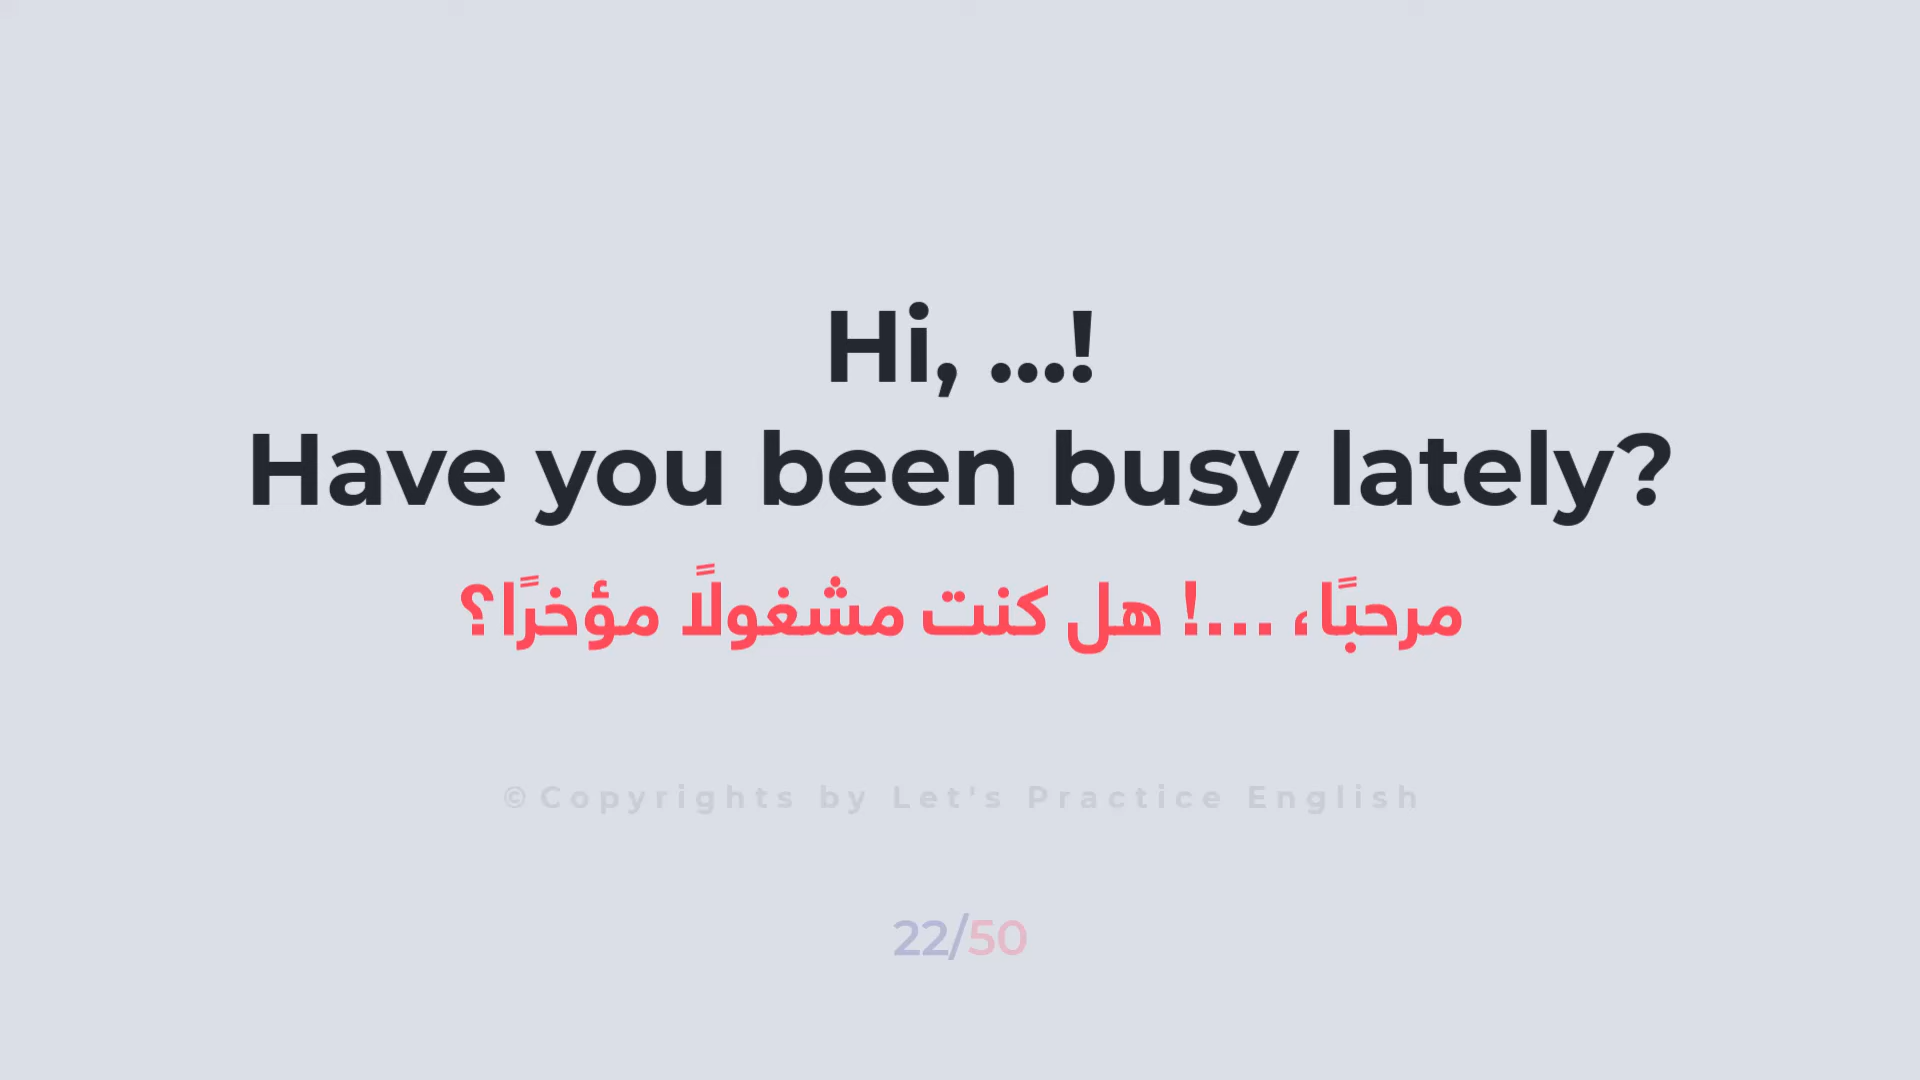 Hi, ...!
Have you been busy lately?
مرحبًا، ...! هل كنت مشغولاً مؤخرًا؟
©Copyrights by Let's Practice English
22/50